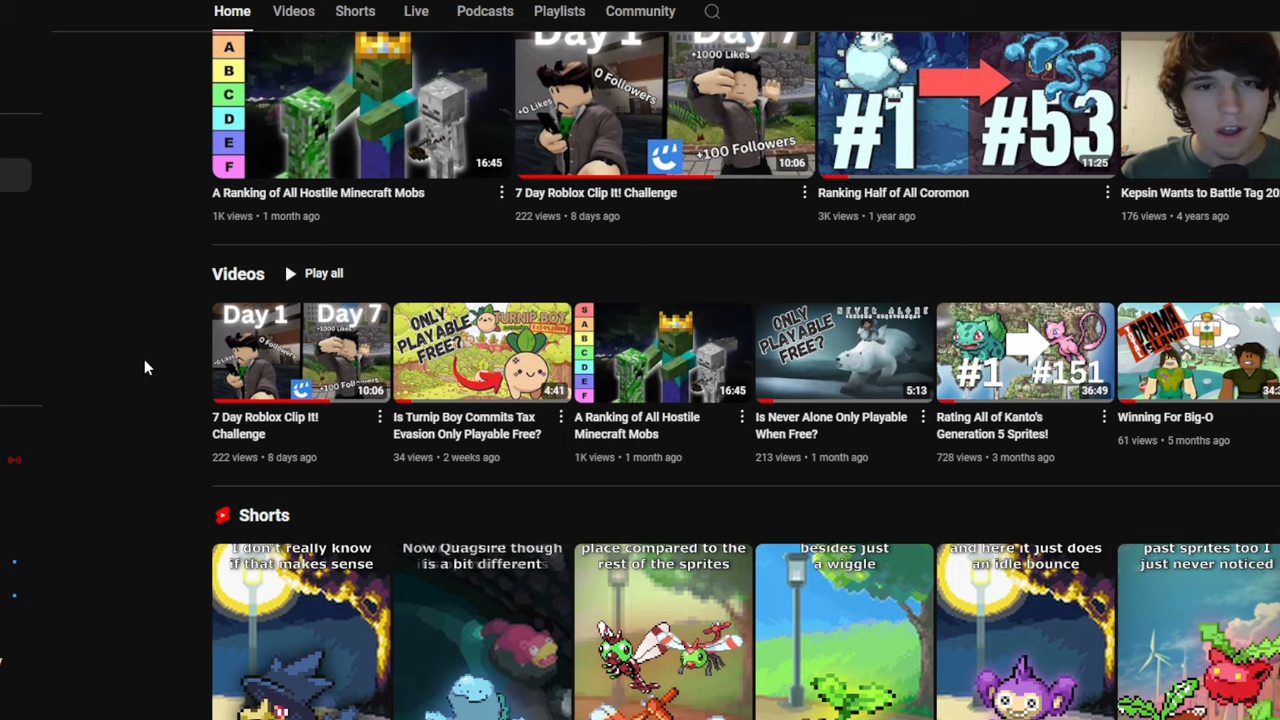 Home Videos Shorts Live Podcasts Playlists Community
A
B
C
D
E
F
16:45
Day 1
Day 7
+0 Likes
0 Followers
+1000 Likes
+100 Followers
10:06
#1
#53
11:25
A Ranking of All Hostile Minecraft Mobs
1K views • 1 month ago
7 Day Roblox Clip It! Challenge
222 views • 8 days ago
Ranking Half of All Coromon
3K views • 1 year ago
Kepsin Wants to Battle Tag 20
176 views • 4 years ago
Videos Play all
Day 1
Day 7
+1000 Likes
0 Followers
10:06
ONLY
PLAYABLE
FREE?
TURNIP BOY
4:41
S
A
B
C
D
E
F
16:45
ONLY
PLAYABLE
FREE?
NEVER ALONE
5:13
#1
#151
36:49
DRAMA
ISLAND
34:
7 Day Roblox Clip It!
Challenge
222 views • 8 days ago
Is Turnip Boy Commits Tax
Evasion Only Playable Free?
34 views • 2 weeks ago
A Ranking of All Hostile
Minecraft Mobs
1K views • 1 month ago
Is Never Alone Only Playable
When Free?
213 views • 1 month ago
Rating All of Kanto's
Generation 5 Sprites!
728 views • 3 months ago
Winning For Big-O
61 views • 5 months ago
Shorts
I don't really know
if that makes sense
Now Quagsire though
is a bit different
place compared to the
rest of the sprites
besides just
a wiggle
and here it just does
an idle bounce
past sprites too I
just never noticed